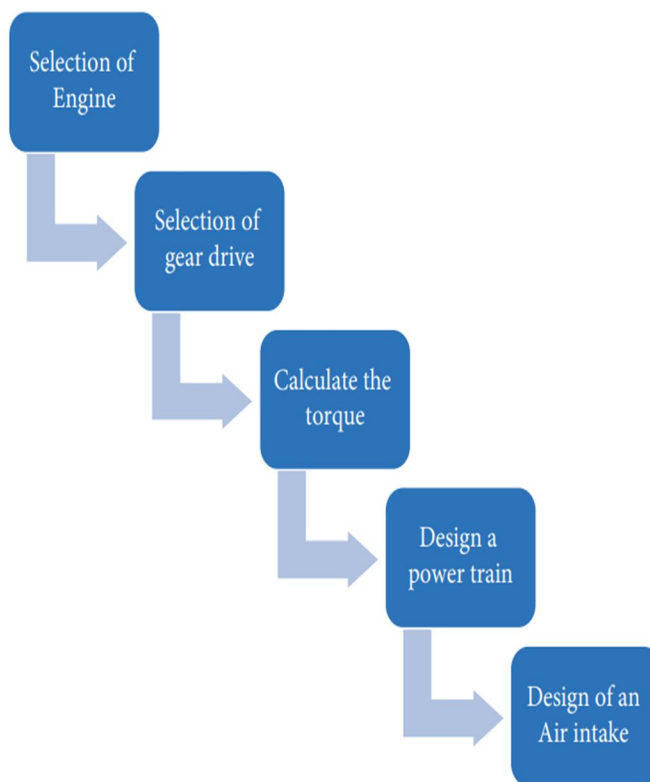 Selection of
Engine
Selection of
gear drive
Calculate the
torque
Design a
power train
Design of an
Air intake